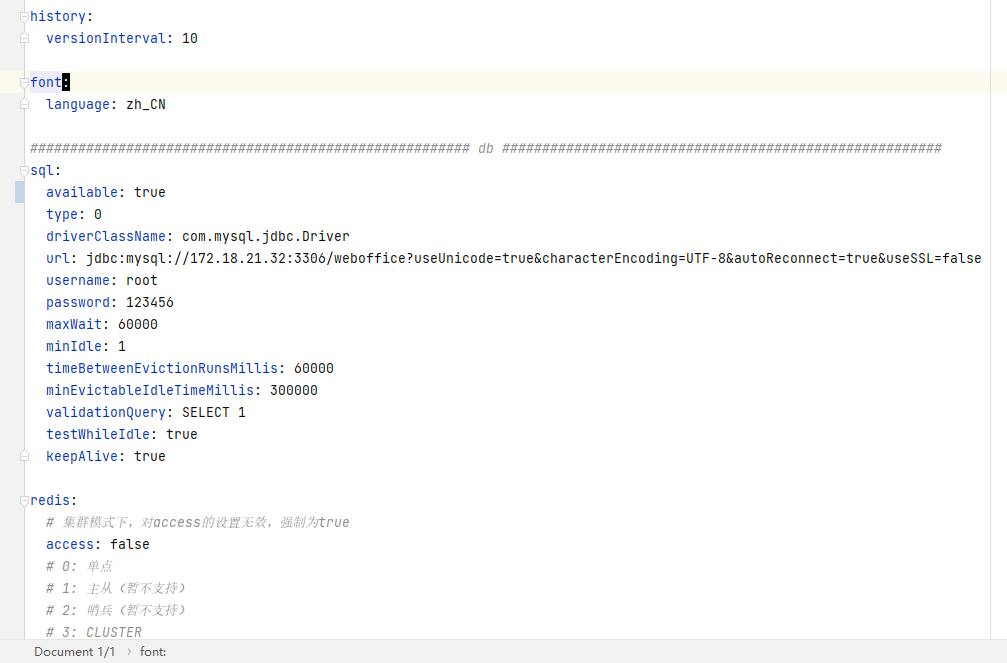 history:
  versionInterval: 10
font:
  language: zh_CN
####################################################### db #######################################################
sql:
  available: true
  type: 0
  driverClassName: com.mysql.jdbc.Driver
  url: jdbc:mysql://172.18.21.32:3306/weboffice?useUnicode=true&characterEncoding=UTF-8&autoReconnect=true&useSSL=false
  username: root
  password: 123456
  maxWait: 60000
  minIdle: 1
  timeBetweenEvictionRunsMillis: 60000
  minEvictableIdleTimeMillis: 300000
  validationQuery: SELECT 1
  testWhileIdle: true
  keepAlive: true
redis:
  # 集群模式下，对access的设置无效，强制为true
  access: false
  # 0: 单点
  # 1: 主从（暂不支持）
  # 2: 哨兵（暂不支持）
  # 3: CLUSTER
Document 1/1 › font: